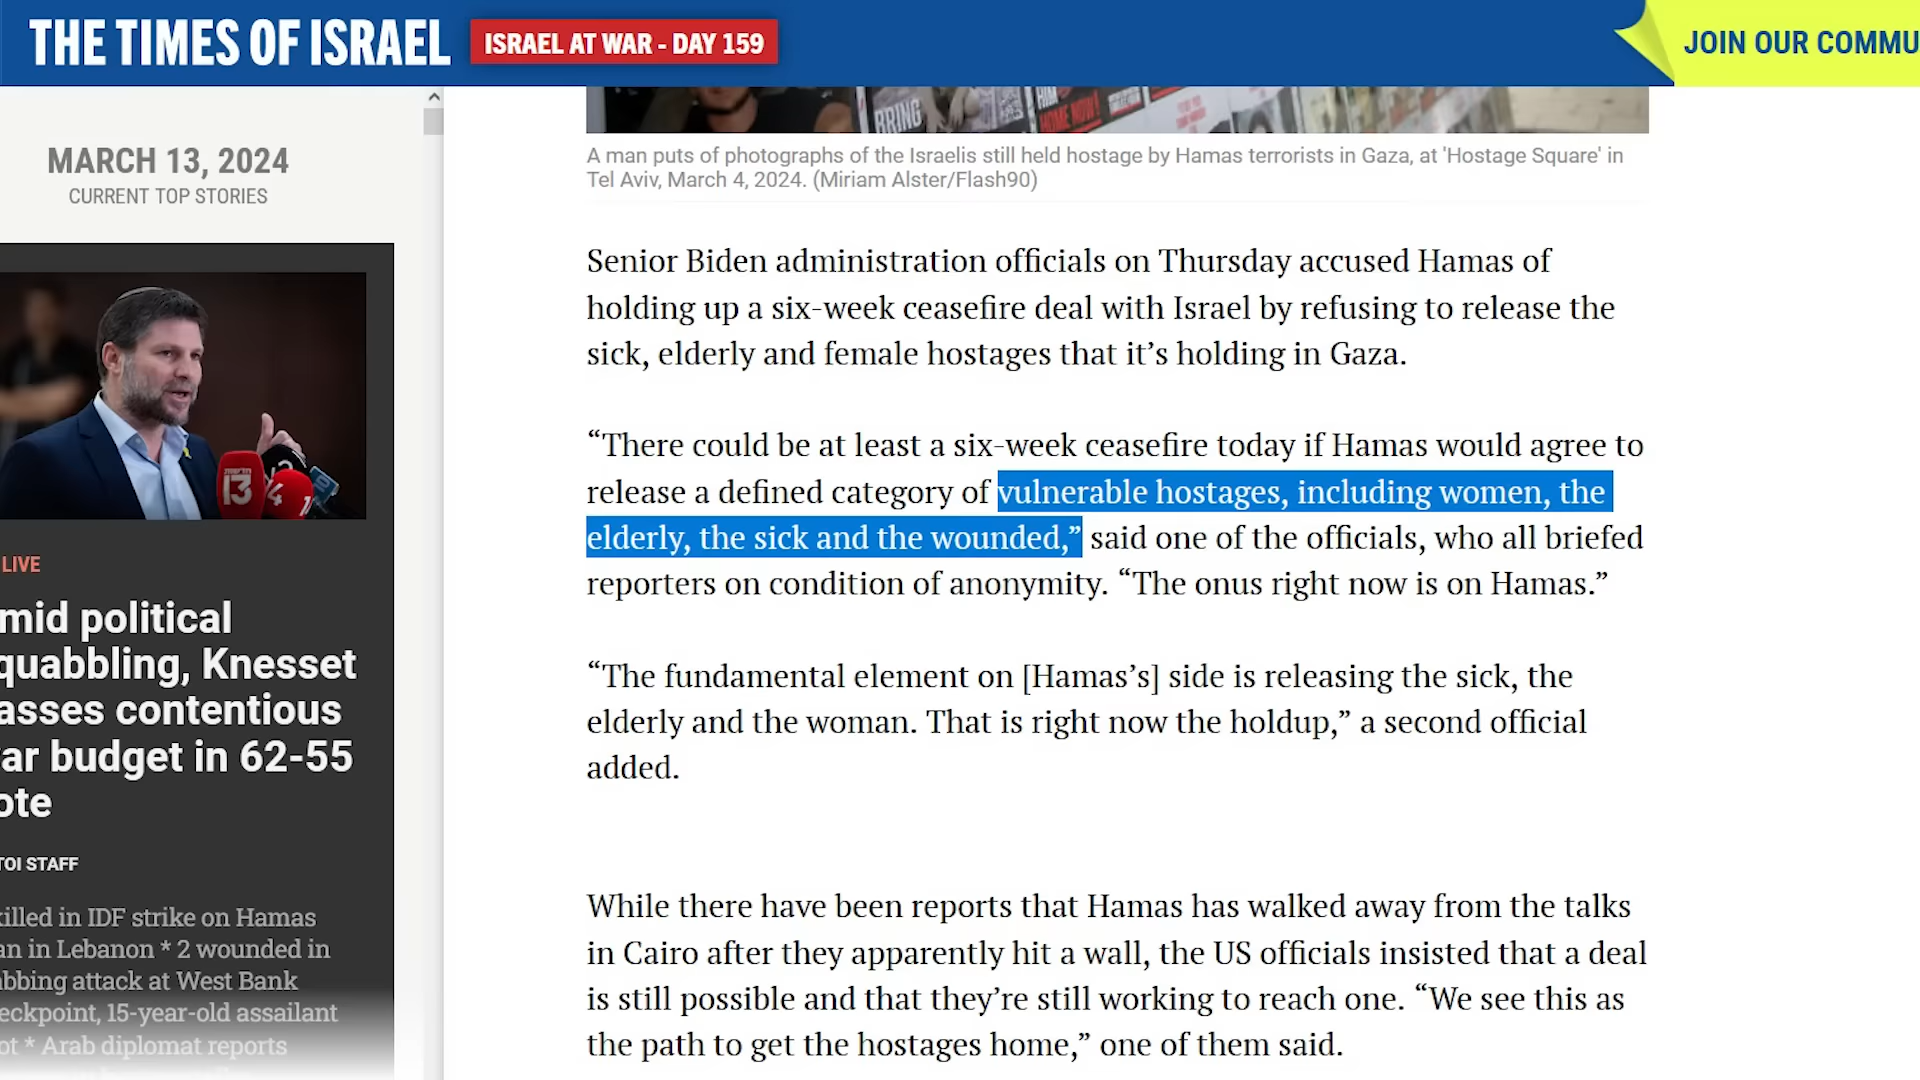 THE TIMES OF ISRAEL
ISRAEL AT WAR - DAY 159
JOIN OUR COMMU
MARCH 13, 2024
CURRENT TOP STORIES
13
LIVE
mid political
quabbling, Knesset
asses contentious
ar budget in 62-55
ote
TOI STAFF
killed in IDF strike on Hamas
an in Lebanon * 2 wounded in
abbing attack at West Bank
eckpoint, 15-year-old assailant
ot * Arab diplomat reports
BRING
HIM
HOME NOW!
A man puts of photographs of the Israelis still held hostage by Hamas terrorists in Gaza, at 'Hostage Square' in
Tel Aviv, March 4, 2024. (Miriam Alster/Flash90)
Senior Biden administration officials on Thursday accused Hamas of
holding up a six-week ceasefire deal with Israel by refusing to release the
sick, elderly and female hostages that it’s holding in Gaza.
“There could be at least a six-week ceasefire today if Hamas would agree to
release a defined category of vulnerable hostages, including women, the
elderly, the sick and the wounded,” said one of the officials, who all briefed
reporters on condition of anonymity. “The onus right now is on Hamas.”
“The fundamental element on [Hamas’s] side is releasing the sick, the
elderly and the woman. That is right now the holdup,” a second official
added.
While there have been reports that Hamas has walked away from the talks
in Cairo after they apparently hit a wall, the US officials insisted that a deal
is still possible and that they’re still working to reach one. “We see this as
the path to get the hostages home,” one of them said.